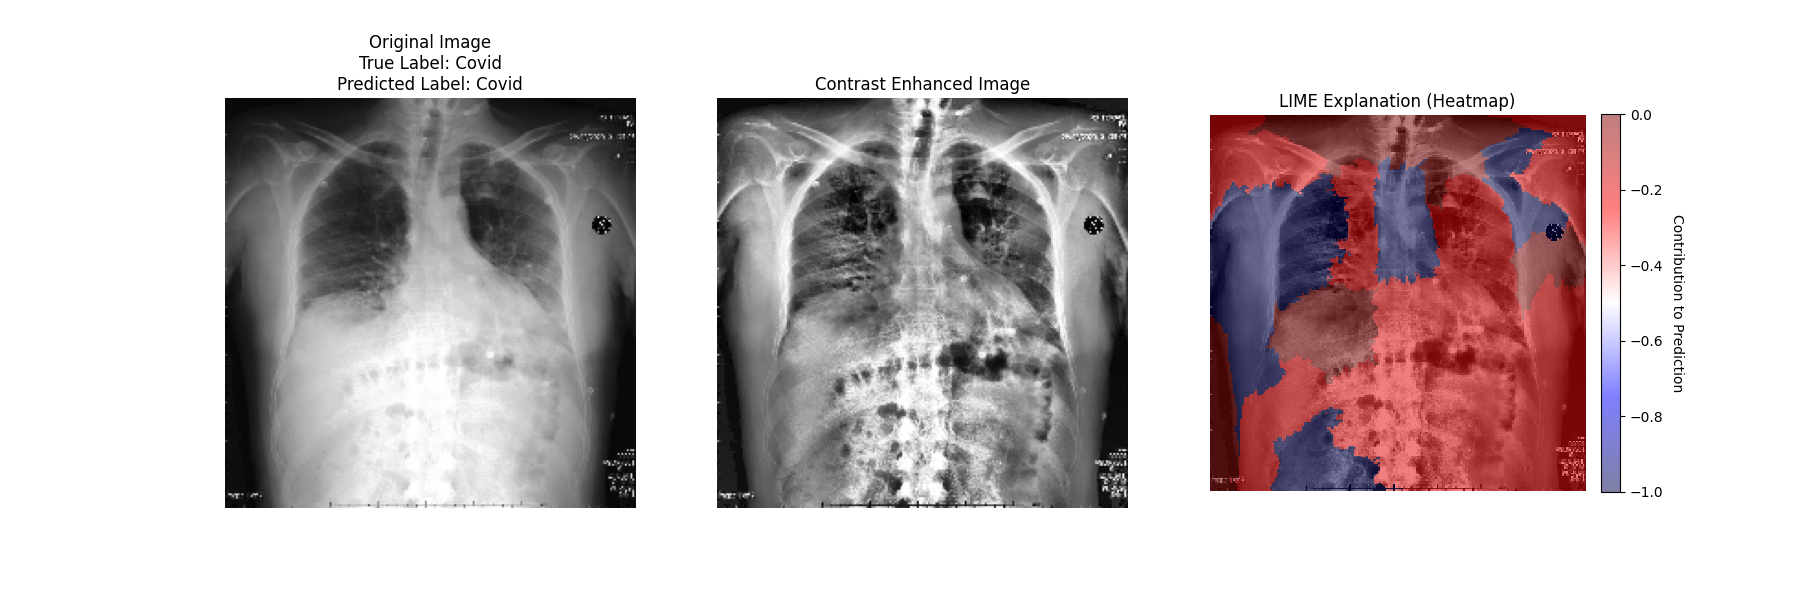 Original Image
True Label: Covid
Predicted Label: Covid
Contrast Enhanced Image
LIME Explanation (Heatmap)
0.0
−0.2
−0.4
−0.6
−0.8
−1.0
Contribution to Prediction